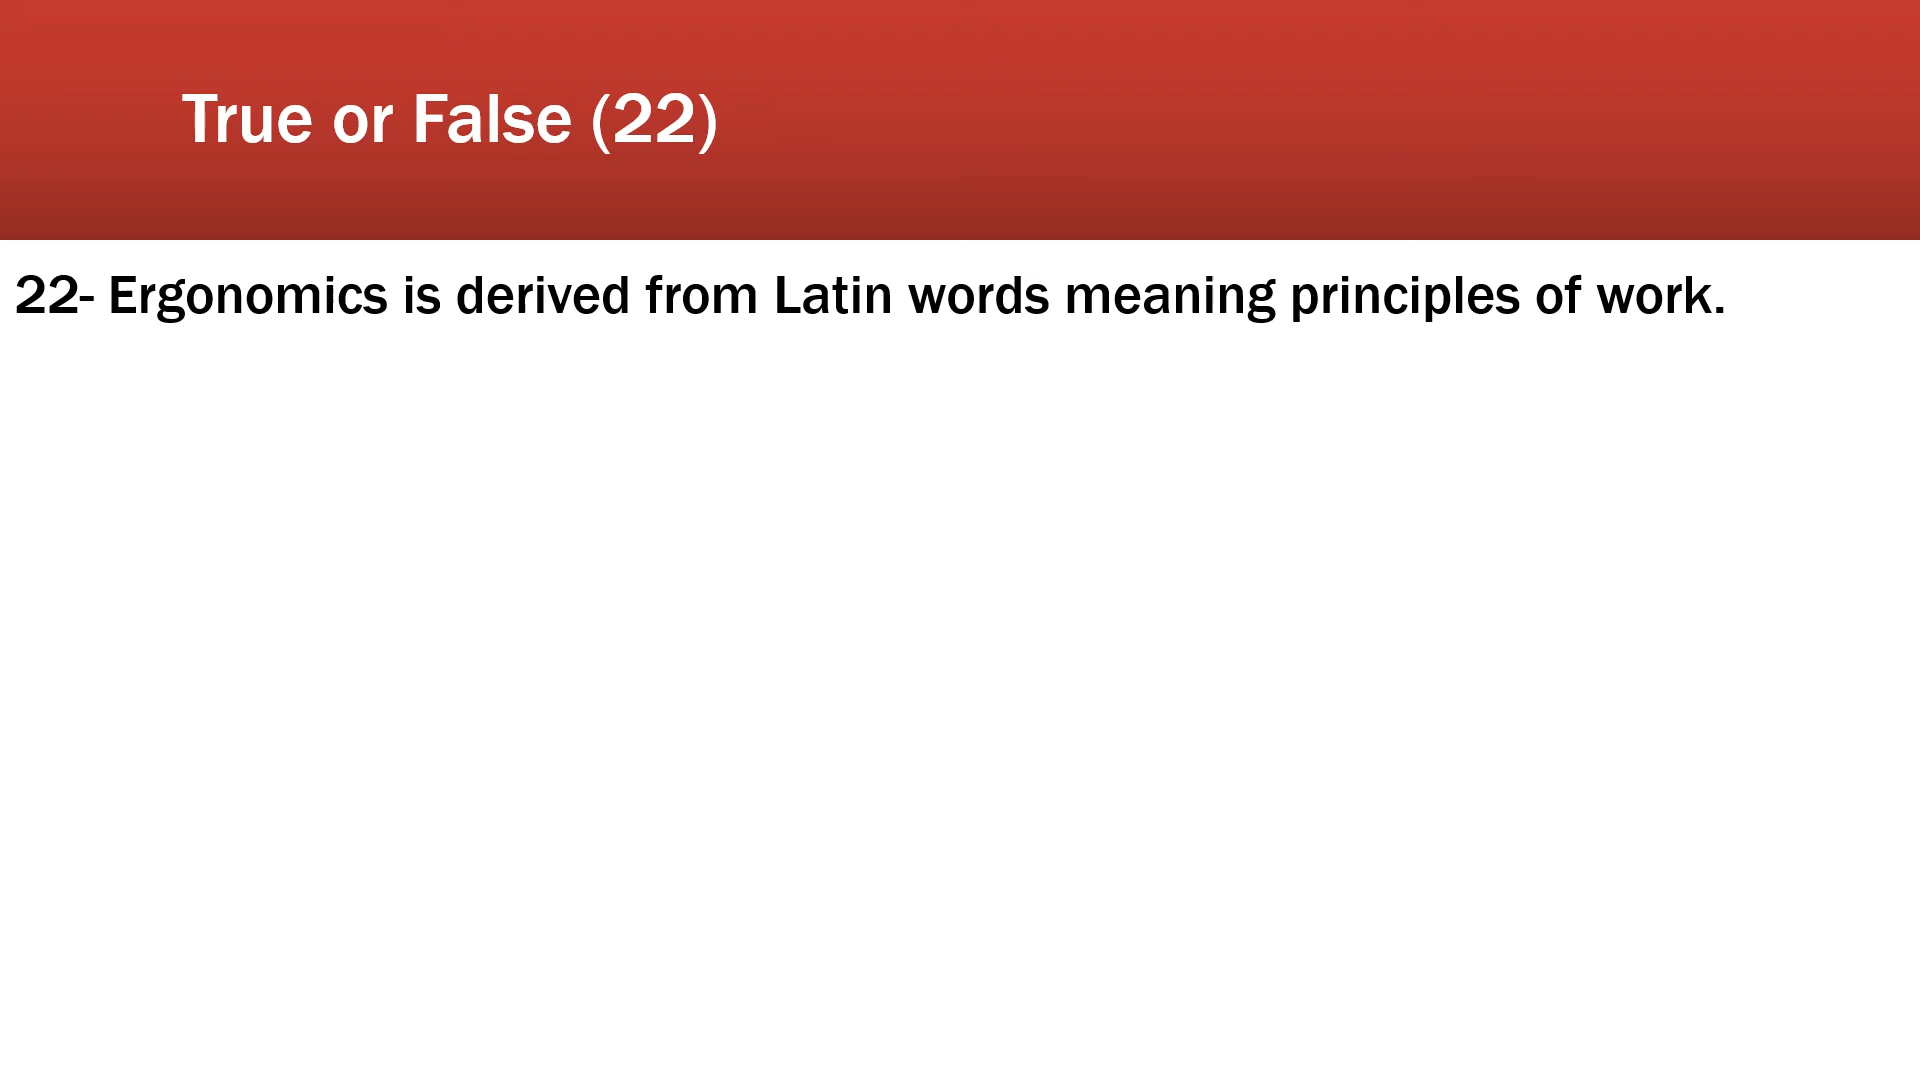 True or False (22)
22- Ergonomics is derived from Latin words meaning principles of work.